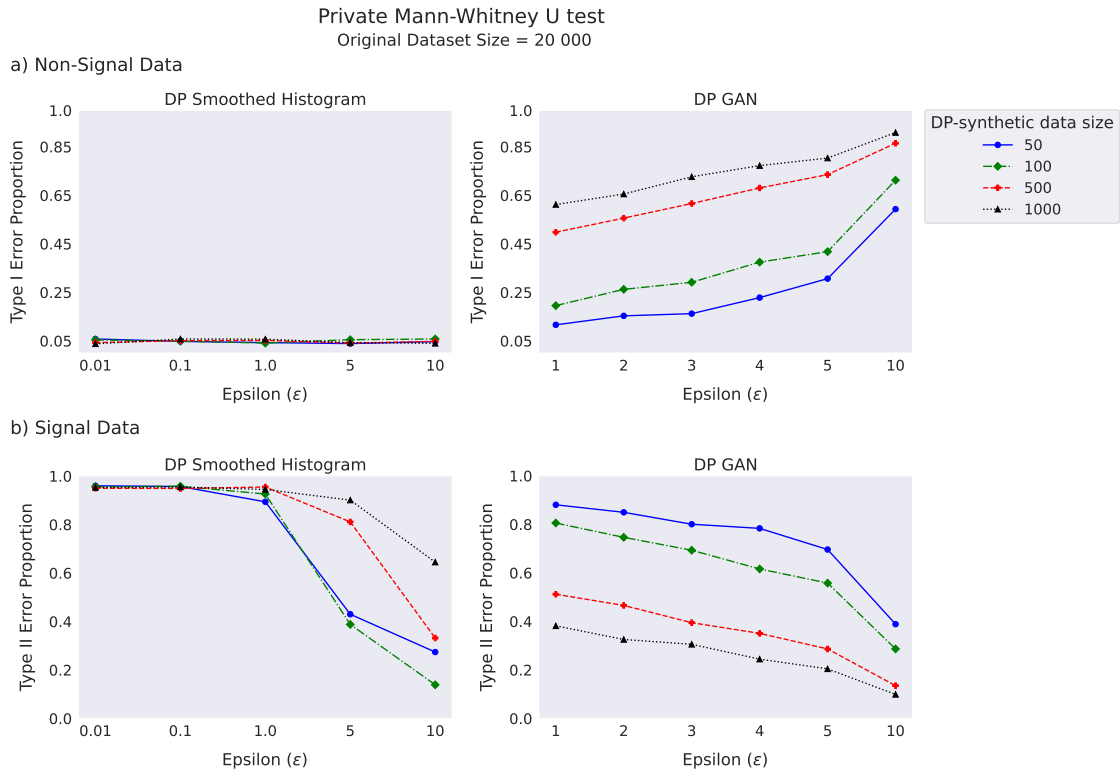 Private Mann-Whitney U test
Original Dataset Size = 20 000
a) Non-Signal Data
DP Smoothed Histogram
1.0
0.85
0.65
0.45
0.25
0.05
Type I Error Proportion
0.01 0.1 1.0 5 10
Epsilon (ε)
DP GAN
1.0
0.85
0.65
0.45
0.25
0.05
Type I Error Proportion
1 2 3 4 5 10
Epsilon (ε)
DP-synthetic data size
50
100
500
1000
b) Signal Data
DP Smoothed Histogram
1.0
0.8
0.6
0.4
0.2
0.0
Type II Error Proportion
0.01 0.1 1.0 5 10
Epsilon (ε)
DP GAN
1.0
0.8
0.6
0.4
0.2
0.0
Type II Error Proportion
1 2 3 4 5 10
Epsilon (ε)